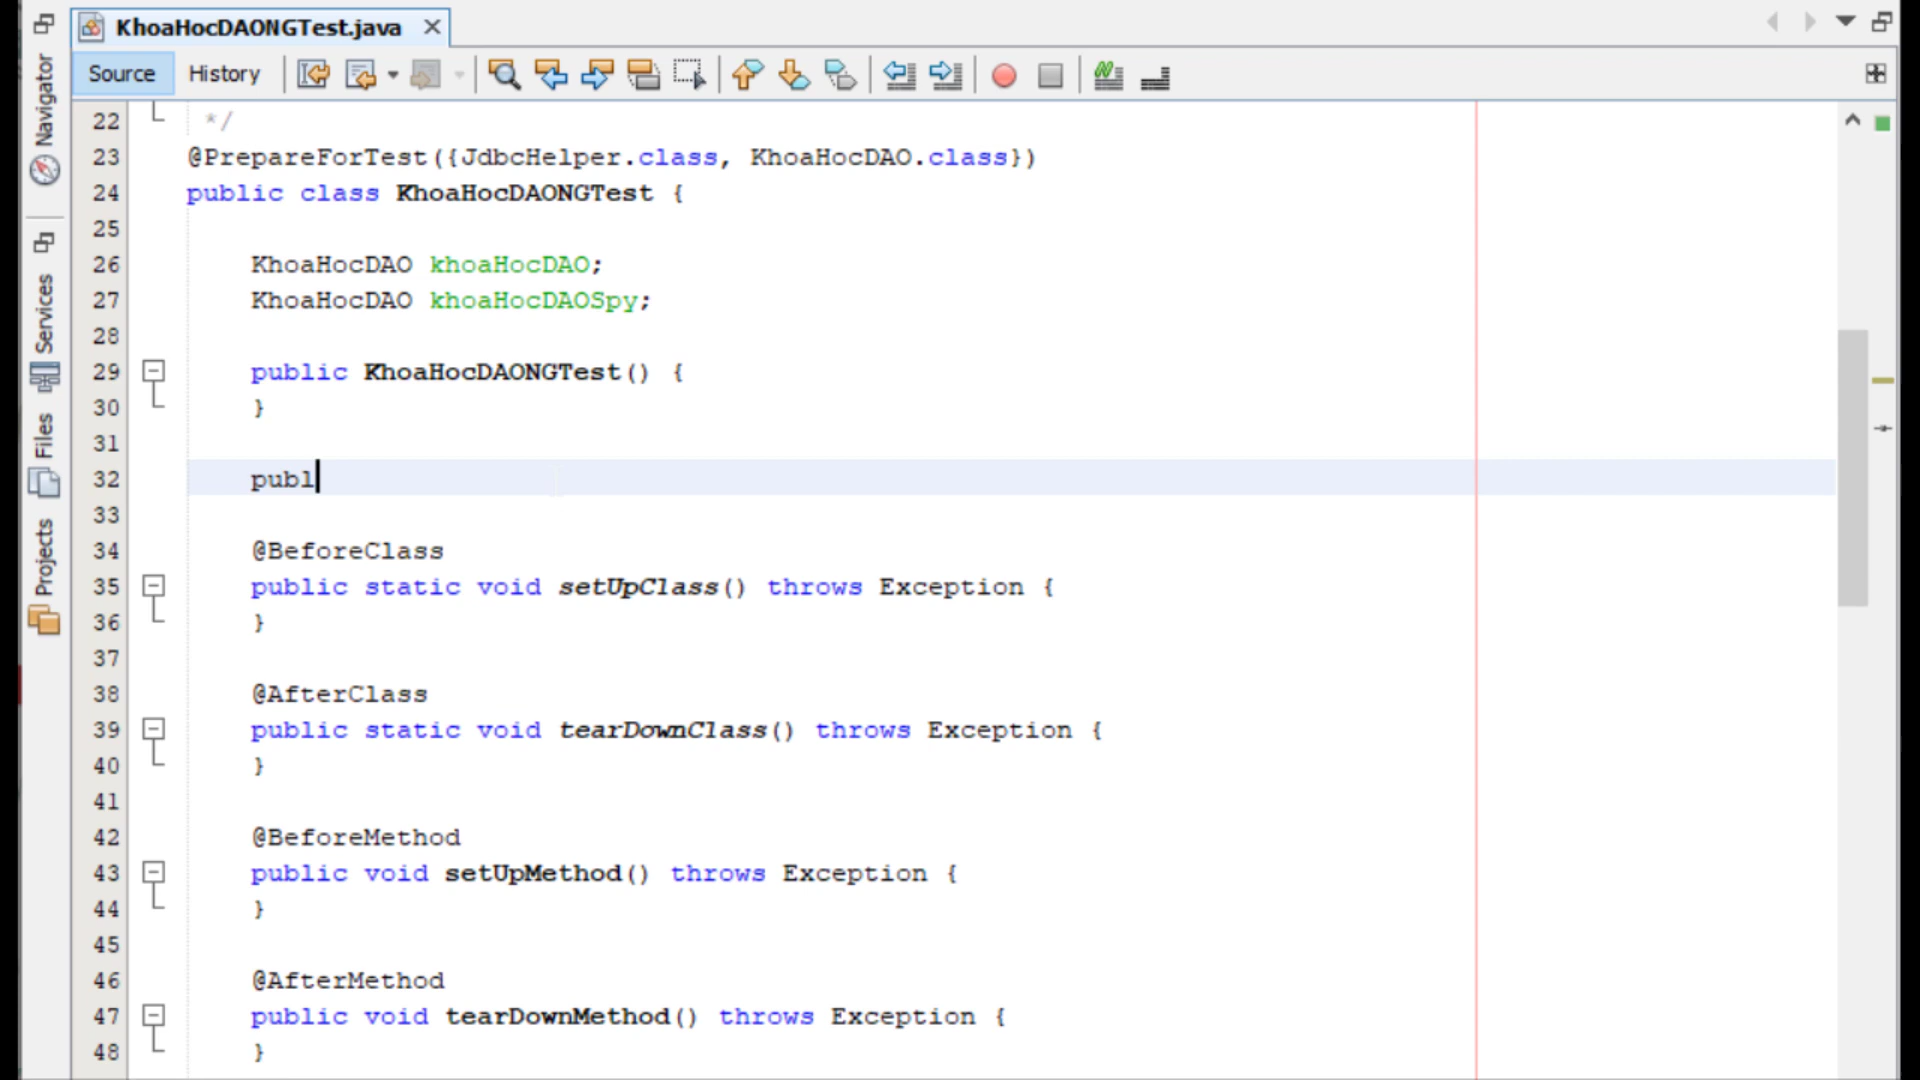 KhoaHocDAONGTest.java
Source History
Navigator
Services
Files
Projects
22 */
23 @PrepareForTest({JdbcHelper.class, KhoaHocDAO.class})
24 public class KhoaHocDAONGTest {
25
26 KhoaHocDAO khoaHocDAO;
27 KhoaHocDAO khoaHocDAOSpy;
28
29 public KhoaHocDAONGTest() {
30 }
31
32 publ
33
34 @BeforeClass
35 public static void setUpClass() throws Exception {
36 }
37
38 @AfterClass
39 public static void tearDownClass() throws Exception {
40 }
41
42 @BeforeMethod
43 public void setUpMethod() throws Exception {
44 }
45
46 @AfterMethod
47 public void tearDownMethod() throws Exception {
48 }